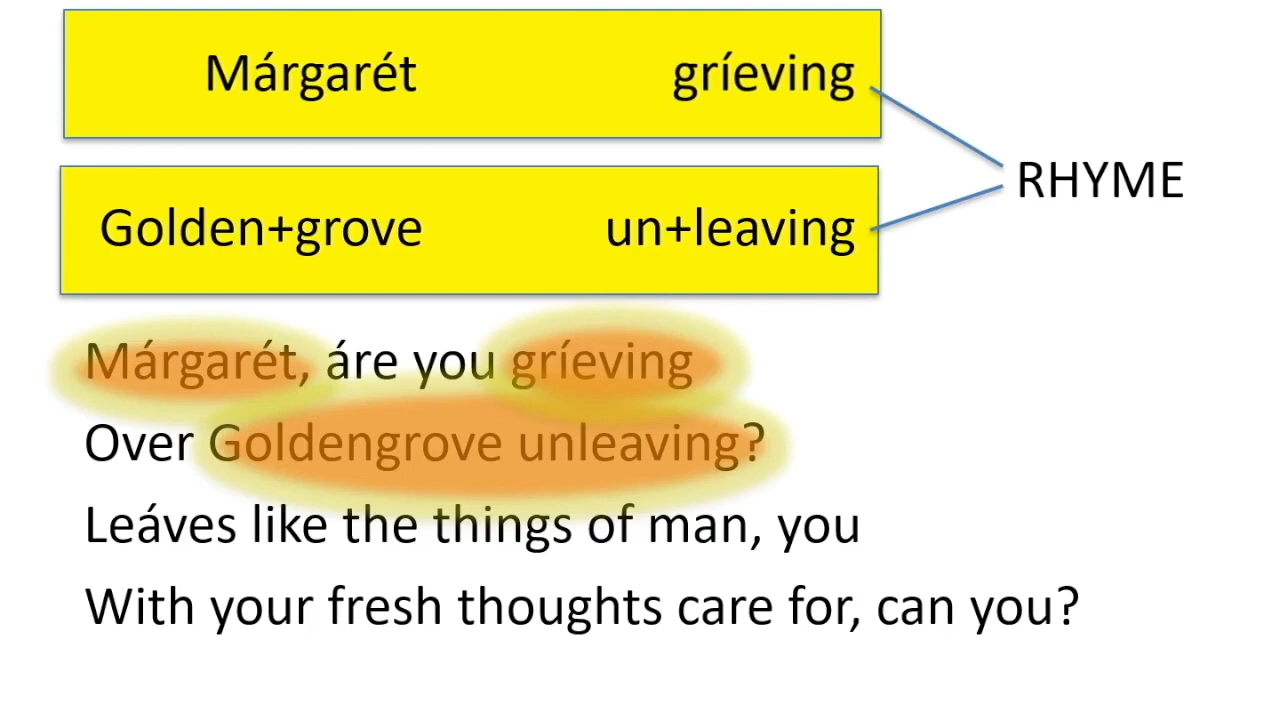 Márgarét gríeving
RHYME
Golden+grove un+leaving
Márgarét, áre you gríeving
Over Goldengrove unleaving?
Leáves like the things of man, you
With your fresh thoughts care for, can you?